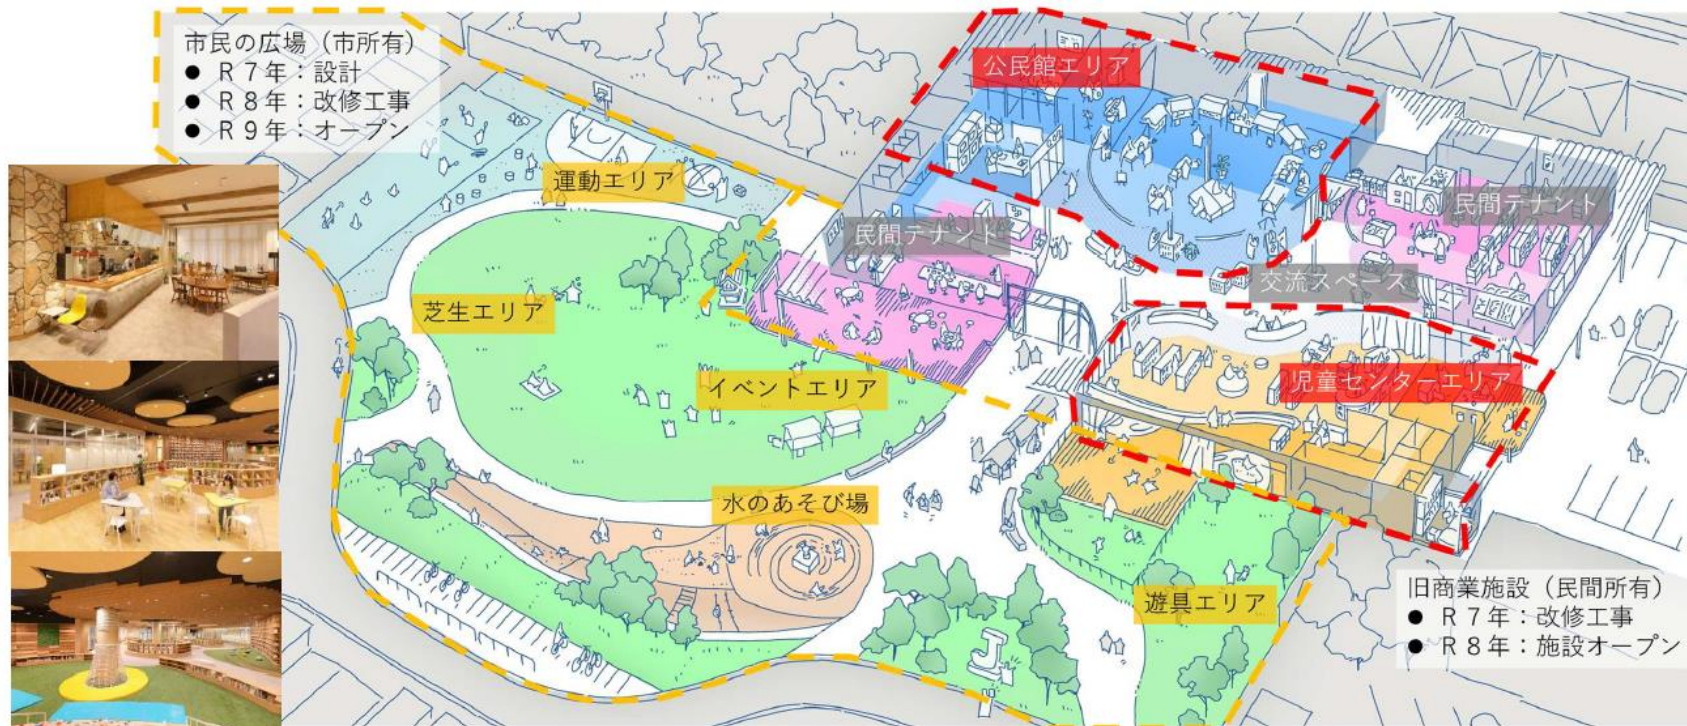 市民の広場（市所有）
● R７年：設計
● R８年：改修工事
● R９年：オープン
公民館エリア
運動エリア
民間テナント
民間テナント
交流スペース
芝生エリア
イベントエリア
児童センターエリア
水のあそび場
遊具エリア
旧商業施設（民間所有）
● R７年：改修工事
● R８年：施設オープン